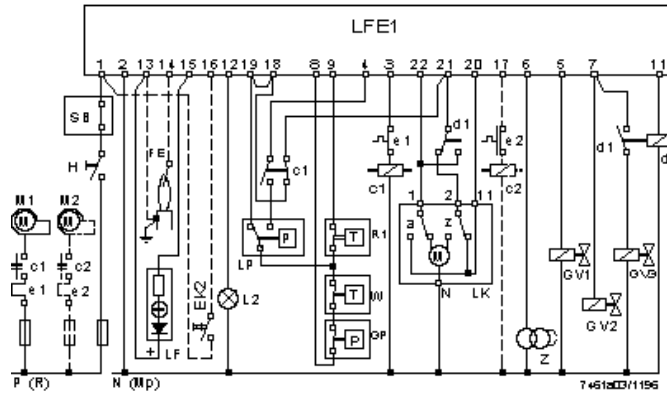 LFE1
1 2 13 14 15 16 12 19 18 8 9 4 3 22 21 20 17 6 5 7 11
SB
H
FE
e1
d1
e2
d1
d
c1
c1
c2
M1 M2
M M
1 2 11
a z
P
T R1
LP
M
GV1 GV3
c1 c2
EK2
L2
T W
N LK
e1 e2
GV2
+ LF
P GP
Z
P (R) N (Mp) 7461a03/1196